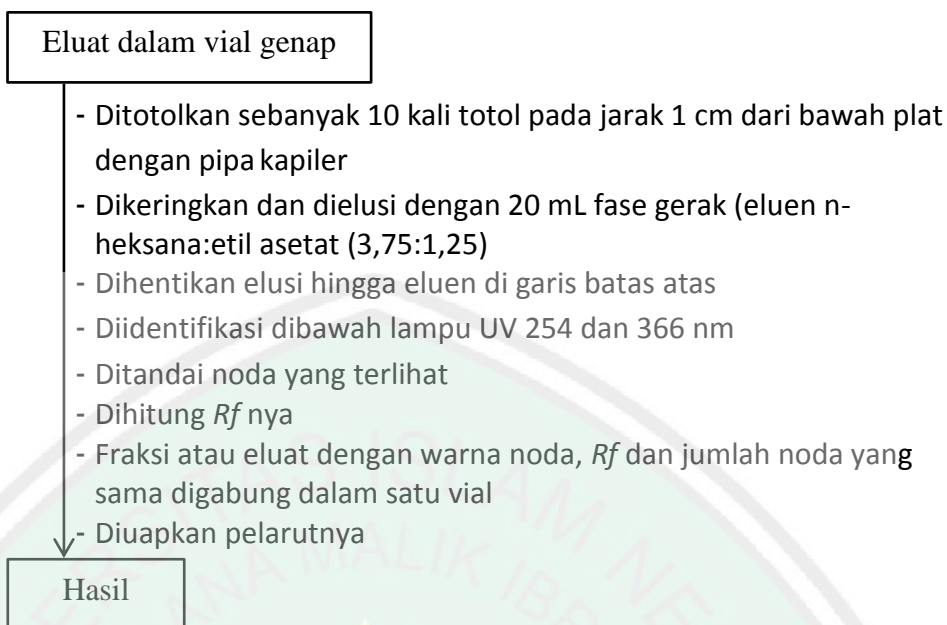 Eluat dalam vial genap
- Ditotolkan sebanyak 10 kali totol pada jarak 1 cm dari bawah plat
dengan pipa kapiler
- Dikeringkan dan dielusi dengan 20 mL fase gerak (eluen n-
heksana:etil asetat (3,75:1,25)
- Dihentikan elusi hingga eluen di garis batas atas
- Diidentifikasi dibawah lampu UV 254 dan 366 nm
- Ditandai noda yang terlihat
- Dihitung Rf nya
- Fraksi atau eluat dengan warna noda, Rf dan jumlah noda yang
sama digabung dalam satu vial
- Diuapkan pelarutnya
Hasil